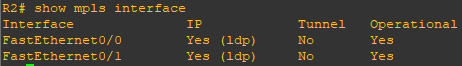 R2# show mpls interface
Interface              IP            Tunnel   Operational
FastEthernet0/0        Yes (ldp)     No       Yes
FastEthernet0/1        Yes (ldp)     No       Yes